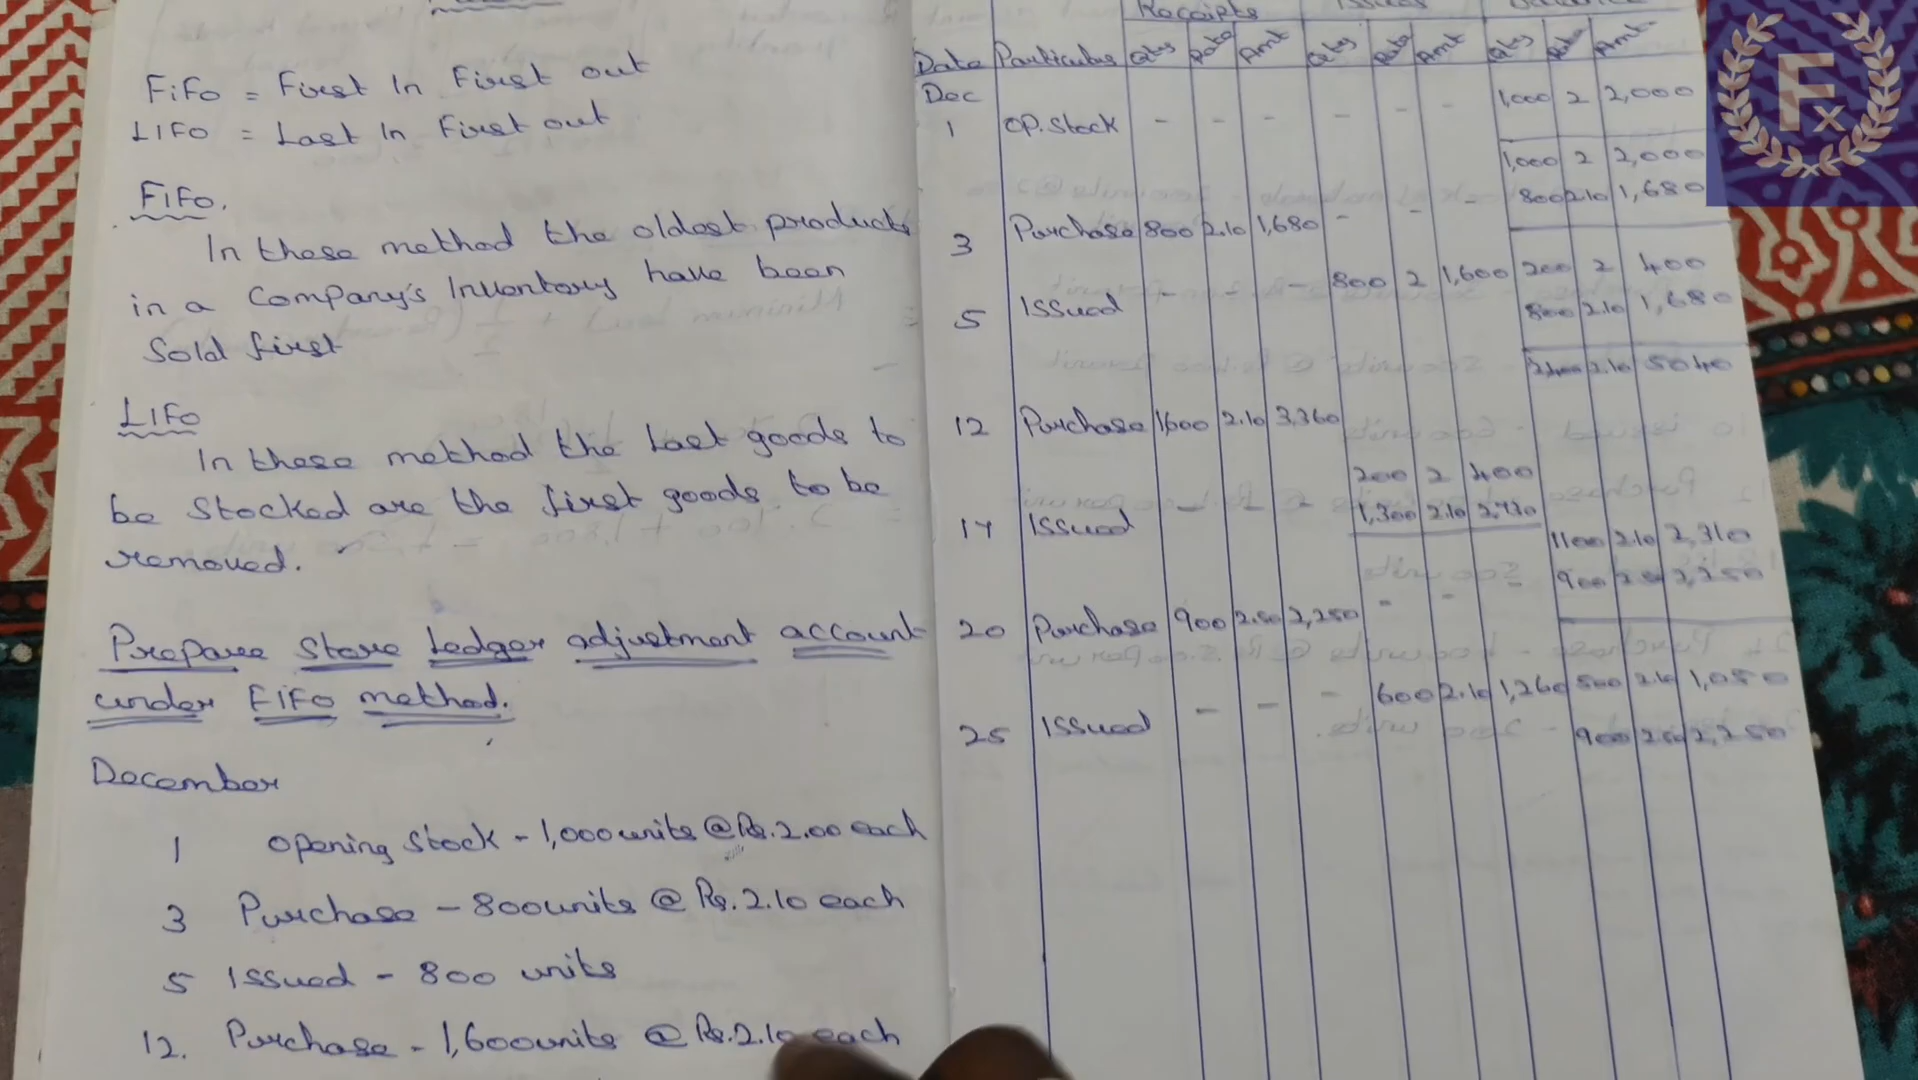 FiFo = First In First out
LIFO = Last In First out
FiFo.
In these method the oldest products
in a Company's Inventory have been
Sold first
LIFo
In these method the Last goods to
be Stocked are the first goods to be
removed.
Prepare Store Ledger adjustment account
under FiFo method.
December
1 Opening Stock - 1,000 units @ Rs. 2.00 each
3 Purchase - 800 units @ Rs. 2.10 each
5 Issued - 800 units
12. Purchase - 1,600 units @ Rs. 2.10 each
Receipts
Date Particulars Qty Rate Amt Qty Rate Amt Qty Rate Amt
Dec
1 OP. Stock - - - - - - 1,000 2 2,000
1,000 2 2,000
800 2.10 1,680
3 Purchase 800 2.10 1,680 - - -
5 Issued - - - 800 2 1,600 200 2 400
800 2.10 1,680
2.10 5040
12 Purchase 1,600 2.10 3,360
200 2 400
17 Issued - - - 1,300 2.10 2,730
1100 2.10 2,310
900 2.50 2,250
20 Purchase 900 2.50 2,250 - - -
25 Issued - - - 600 2.10 1,260 500 2.10 1,050
900 2.50 2,250
Fx